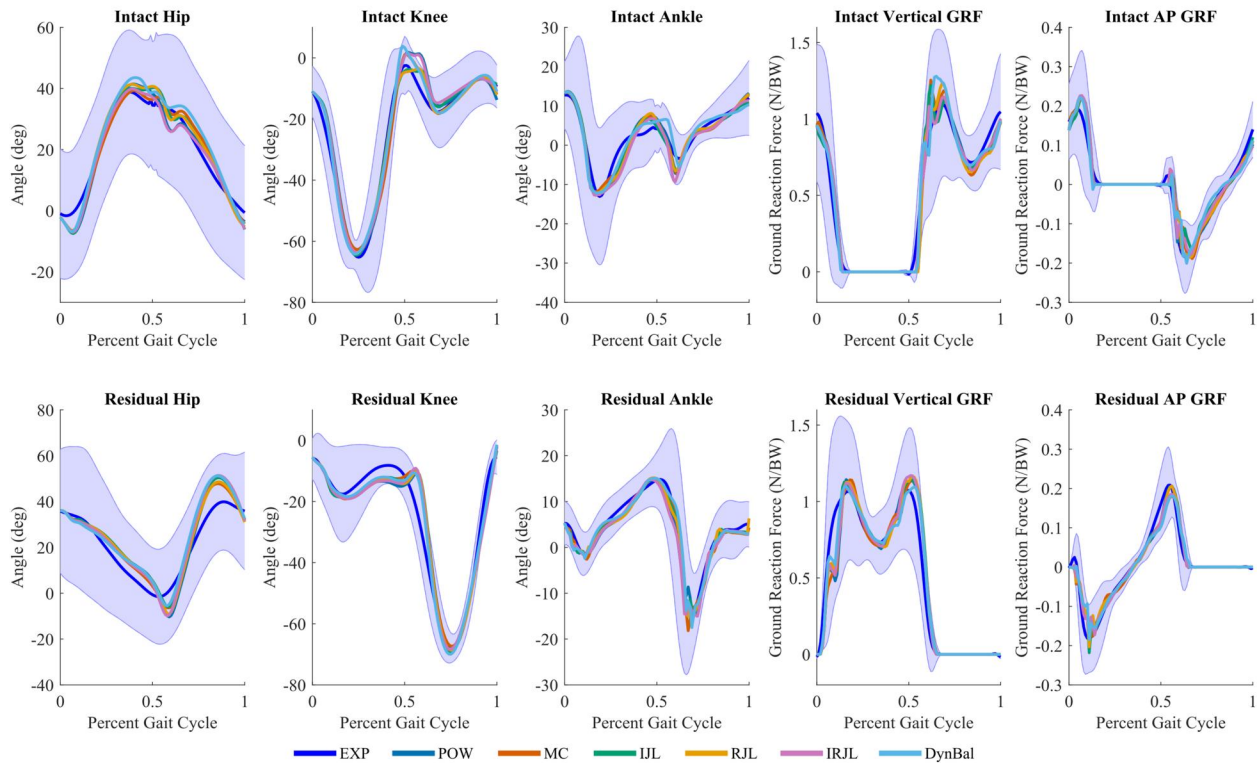 Intact Hip
60
40
20
0
-20
Angle (deg)
0 0.5 1
Percent Gait Cycle
Intact Knee
0
-20
-40
-60
-80
Angle (deg)
0 0.5 1
Percent Gait Cycle
Intact Ankle
30
20
10
0
-10
-20
-30
-40
Angle (deg)
0 0.5 1
Percent Gait Cycle
Intact Vertical GRF
1.5
1
0.5
0
Ground Reaction Force (N/BW)
0 0.5 1
Percent Gait Cycle
Intact AP GRF
0.4
0.3
0.2
0.1
0
-0.1
-0.2
-0.3
Ground Reaction Force (N/BW)
0 0.5 1
Percent Gait Cycle
Residual Hip
80
60
40
20
0
-20
-40
Angle (deg)
0 0.5 1
Percent Gait Cycle
Residual Knee
0
-20
-40
-60
-80
Angle (deg)
0 0.5 1
Percent Gait Cycle
Residual Ankle
30
20
10
0
-10
-20
-30
Angle (deg)
0 0.5 1
Percent Gait Cycle
Residual Vertical GRF
1.5
1
0.5
0
Ground Reaction Force (N/BW)
0 0.5 1
Percent Gait Cycle
Residual AP GRF
0.4
0.3
0.2
0.1
0
-0.1
-0.2
-0.3
Ground Reaction Force (N/BW)
0 0.5 1
Percent Gait Cycle
EXP POW MC IJL RJL IRJL DynBal